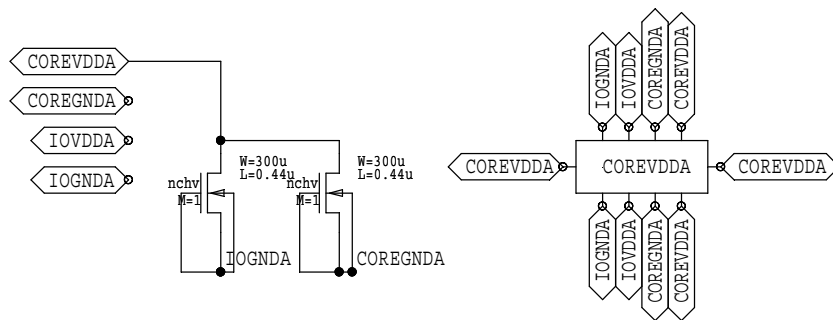 COREVDDA
COREGNDA
IOVDDA
IOGNDA
W=300u
L=0.44u
nchv
M=1
IOGNDA
W=300u
L=0.44u
nchv
M=1
COREGNDA
IOGNDA
IOVDDA
COREGNDA
COREVDDA
COREVDDA
COREVDDA
COREVDDA
IOGNDA
IOVDDA
COREGNDA
COREVDDA